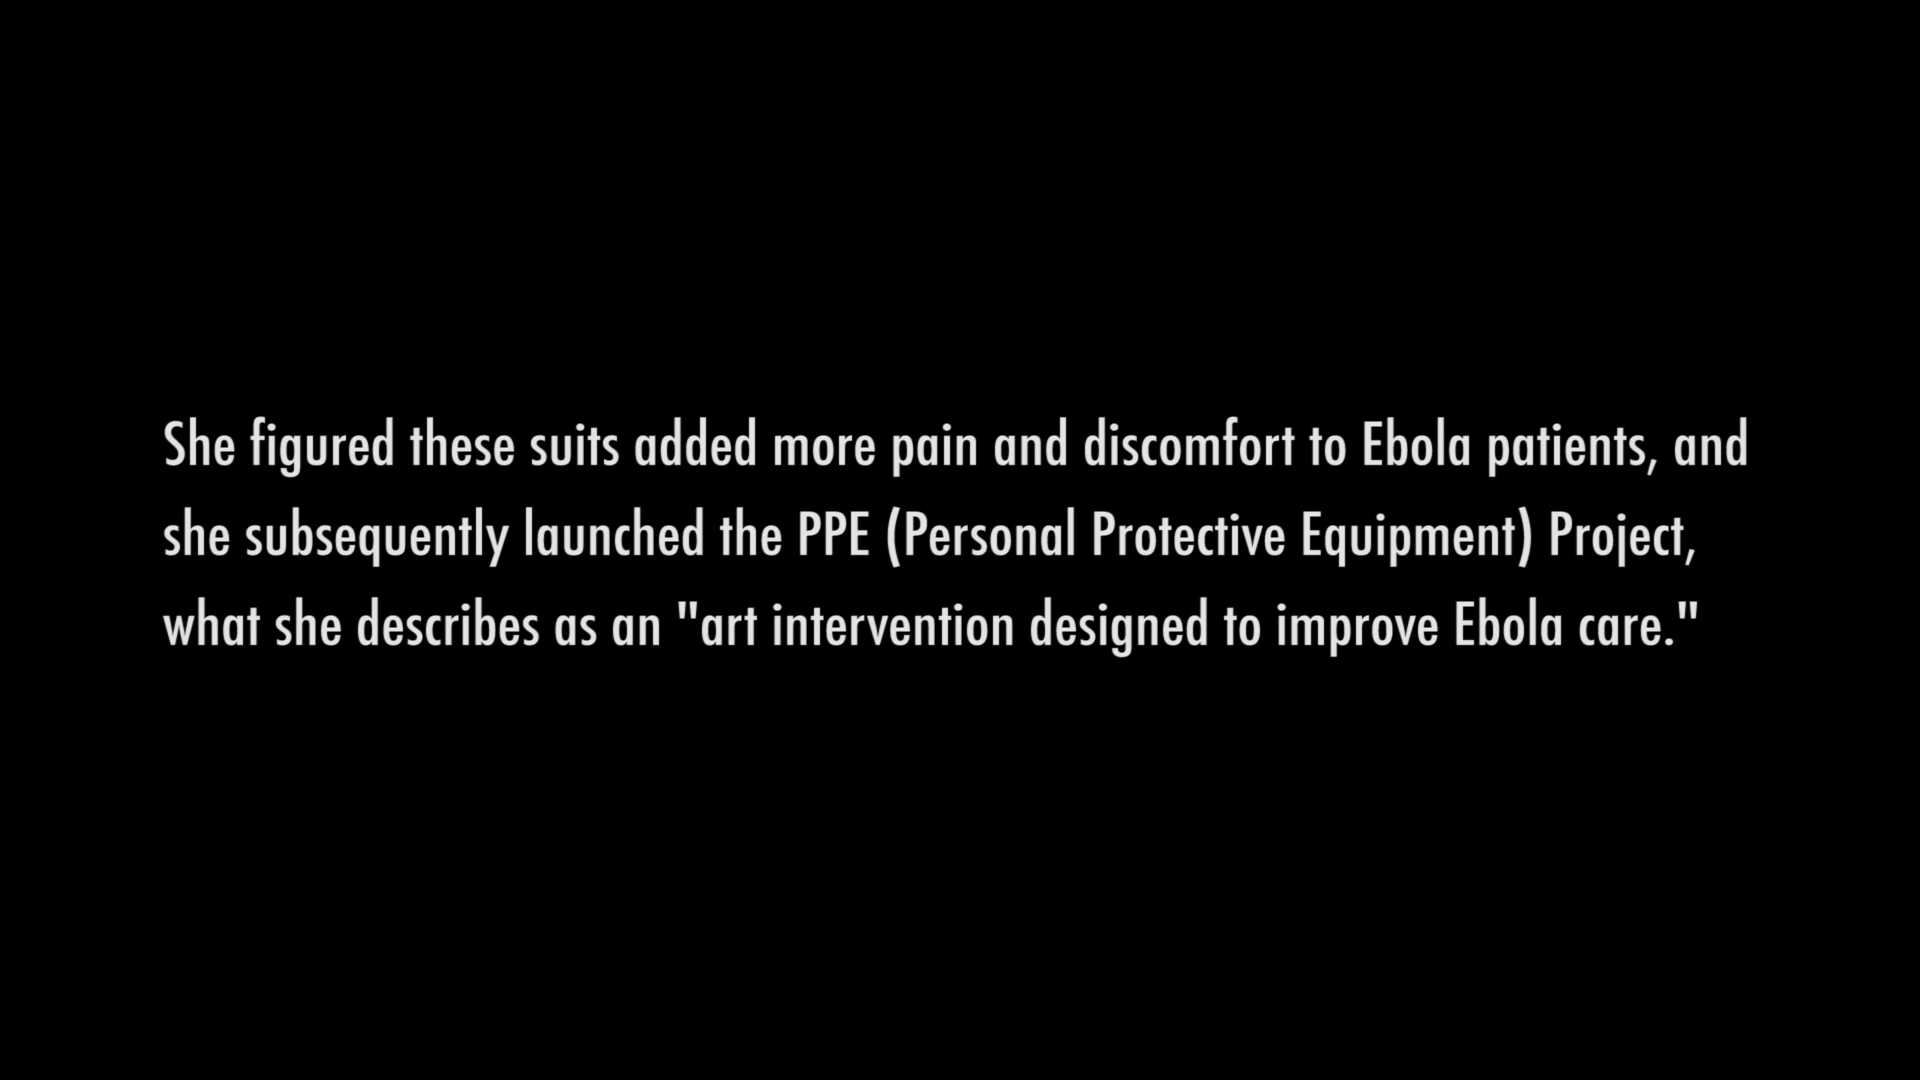 She figured these suits added more pain and discomfort to Ebola patients, and
she subsequently launched the PPE (Personal Protective Equipment) Project,
what she describes as an "art intervention designed to improve Ebola care."